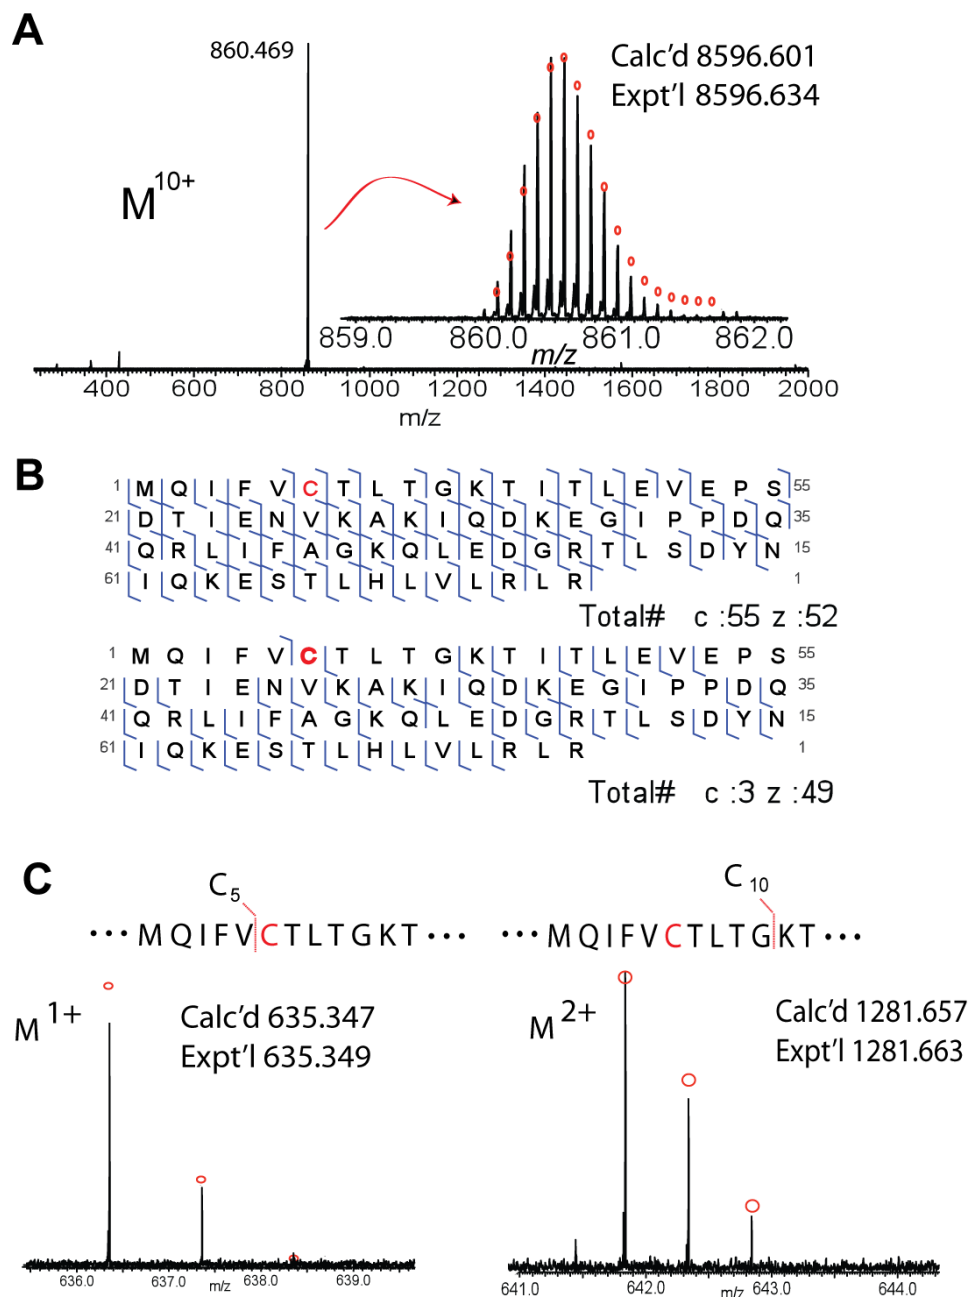 A
860.469
Calc'd 8596.601
Expt'l 8596.634
M10+
859.0 860.0 861.0 862.0
m/z
400 600 800 1000 1200 1400 1600 1800 2000
m/z
B
1 M Q I F V C T L T G K T I T L E V E P S 55
21 D T I E N V K A K I Q D K E G I P P D Q 35
41 Q R L I F A G K Q L E D G R T L S D Y N 15
61 I Q K E S T L H L V L R L R 1
Total# c :55 z :52
1 M Q I F V C T L T G K T I T L E V E P S 55
21 D T I E N V K A K I Q D K E G I P P D Q 35
41 Q R L I F A G K Q L E D G R T L S D Y N 15
61 I Q K E S T L H L V L R L R 1
Total# c :3 z :49
C
C5
••• M Q I F V C T L T G K T •••
M1+
Calc'd 635.347
Expt'l 635.349
636.0 637.0 638.0 639.0
m/z
C10
••• M Q I F V C T L T G K T •••
M2+
Calc'd 1281.657
Expt'l 1281.663
641.0 642.0 643.0 644.0
m/z